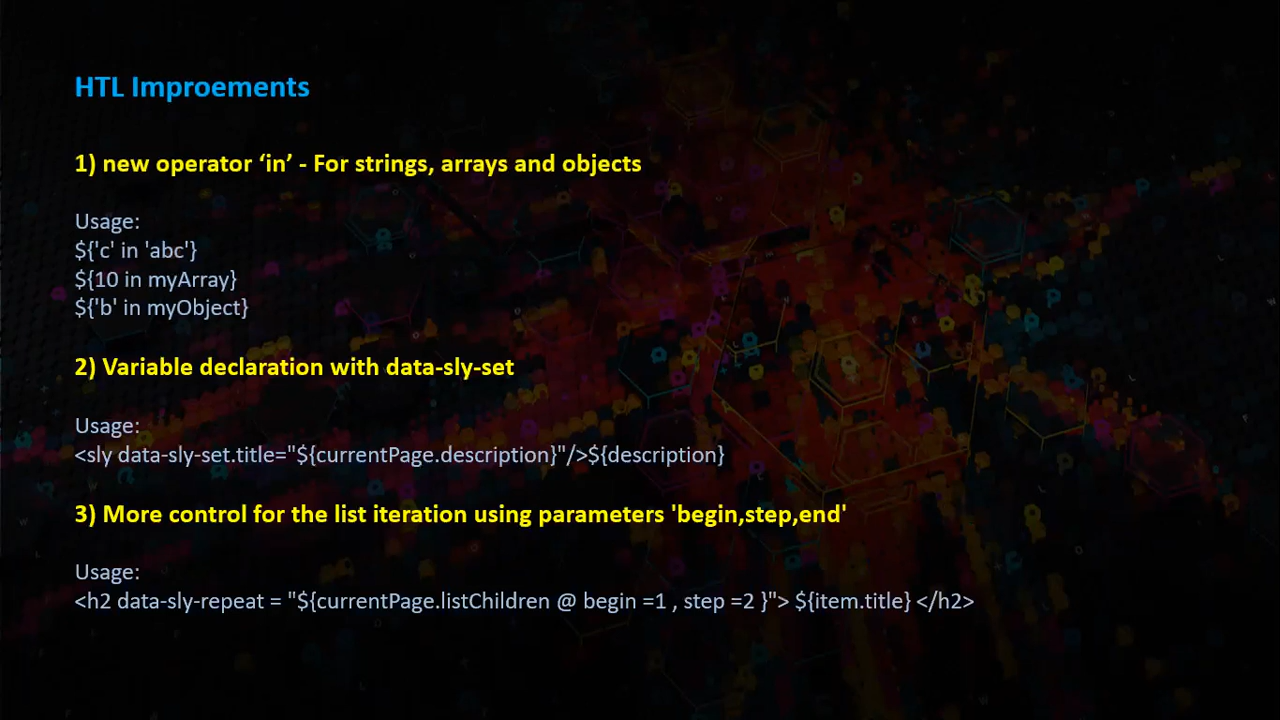 HTL Improements
1) new operator ‘in’ - For strings, arrays and objects
Usage:
${'c' in 'abc'}
${10 in myArray}
${'b' in myObject}
2) Variable declaration with data-sly-set
Usage:
<sly data-sly-set.title="${currentPage.description}"/>${description}
3) More control for the list iteration using parameters 'begin,step,end'
Usage:
<h2 data-sly-repeat = "${currentPage.listChildren @ begin =1 , step =2 }"> ${item.title} </h2>